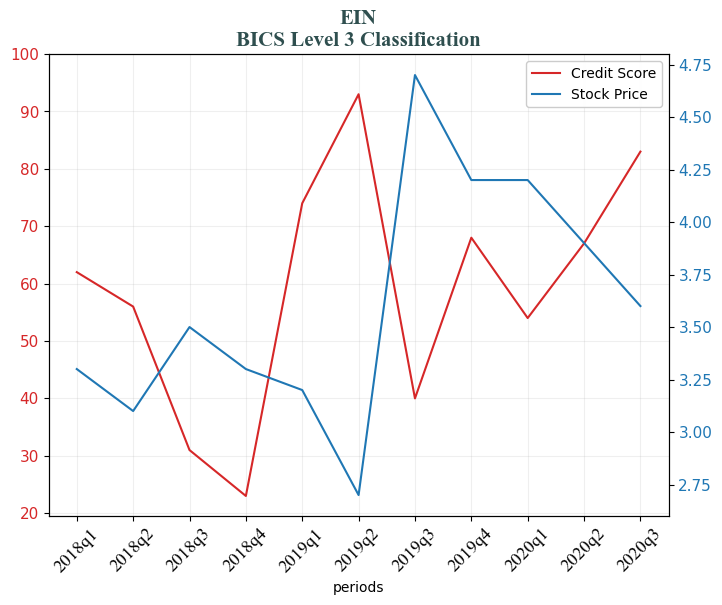 EIN
BICS Level 3 Classification
100
90
80
70
60
50
40
30
20
Credit Score
Stock Price
4.75
4.50
4.25
4.00
3.75
3.50
3.25
3.00
2.75
2018q1
2018q2
2018q3
2018q4
2019q1
2019q2
2019q3
2019q4
2020q1
2020q2
2020q3
periods